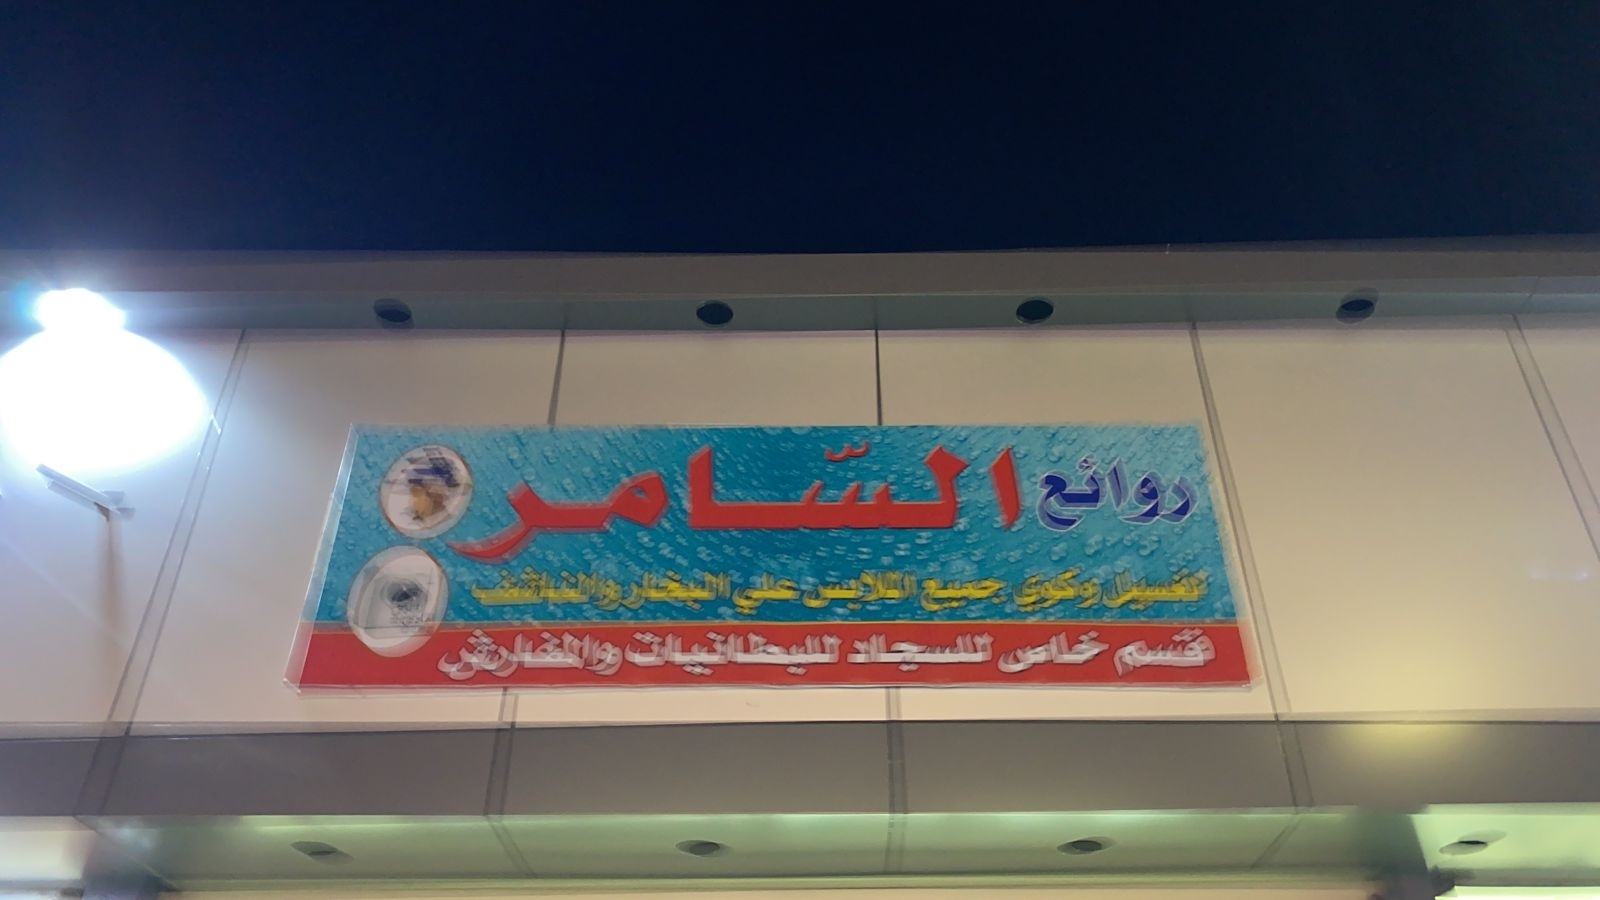 روائع السّامر
لغسيل وكوي جميع الملابس علي البخار والناشف
قسم خاص للسجاد للبطانيات والمفارش